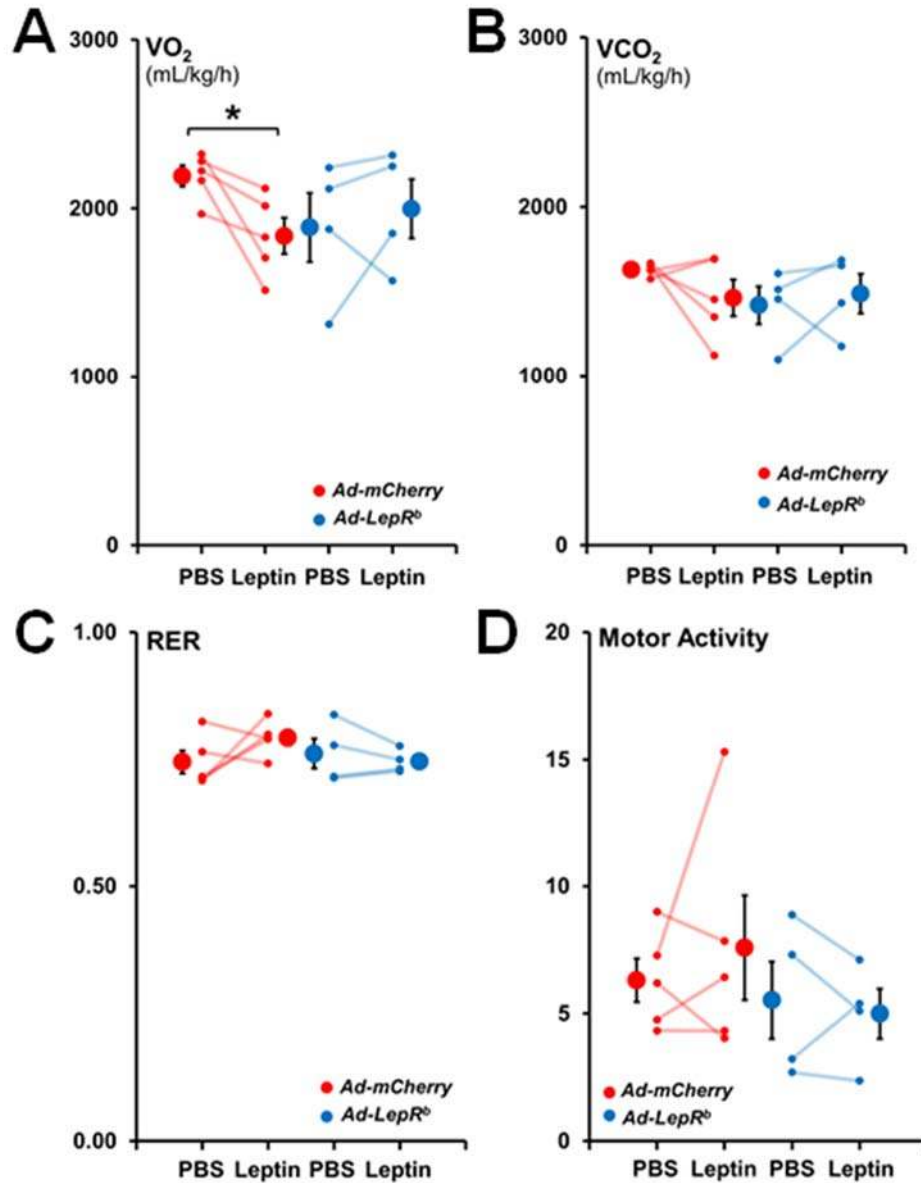 A
VO₂
(mL/kg/h)
3000
2000
1000
0
*
Ad-mCherry
Ad-LepRᵇ
PBS Leptin PBS Leptin
B
VCO₂
(mL/kg/h)
3000
2000
1000
0
Ad-mCherry
Ad-LepRᵇ
PBS Leptin PBS Leptin
C
RER
1.00
0.50
0.00
Ad-mCherry
Ad-LepRᵇ
PBS Leptin PBS Leptin
D
Motor Activity
20
15
10
5
0
Ad-mCherry
Ad-LepRᵇ
PBS Leptin PBS Leptin